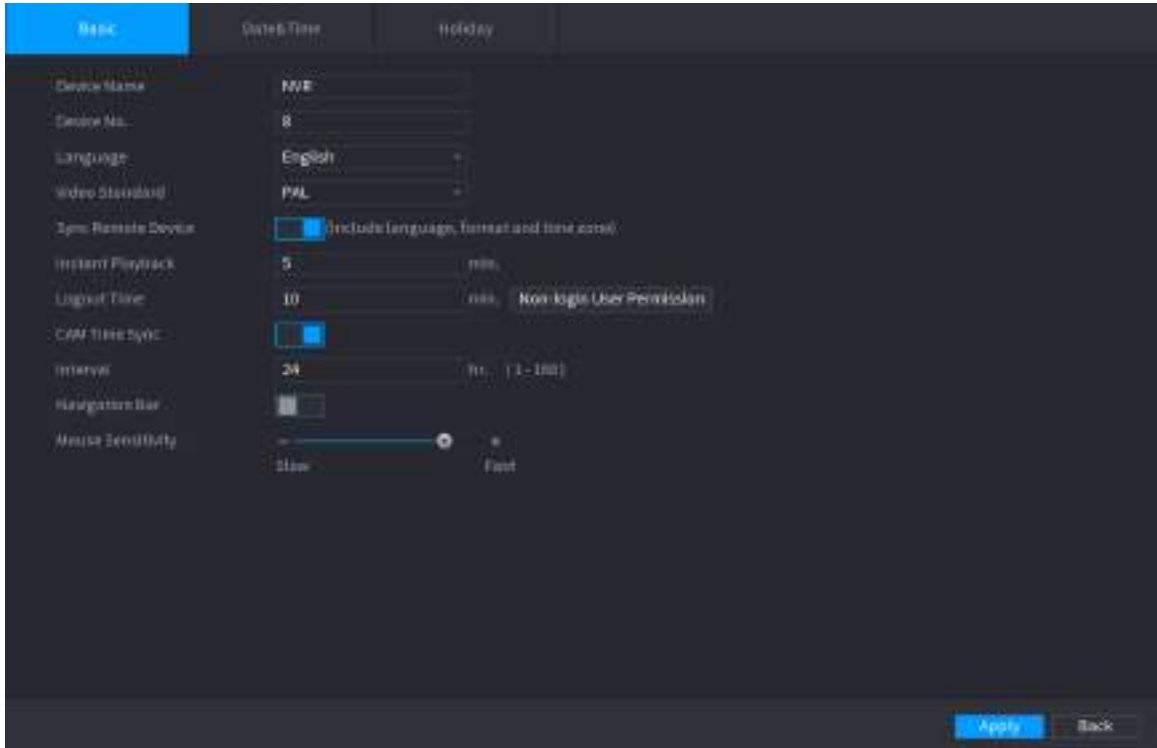 Basic Date&Time Holiday
Device Name NVR
Device No. 8
Language English
Video Standard PAL
Sync Remote Device (Include language, format and time zone)
Instant Playback 5 min.
Logout Time 10 min. Non-login User Permission
CAM Time Sync
Interval 24 hr.
Navigation Bar
Mouse Sensitivity
Slow Fast
Apply Back